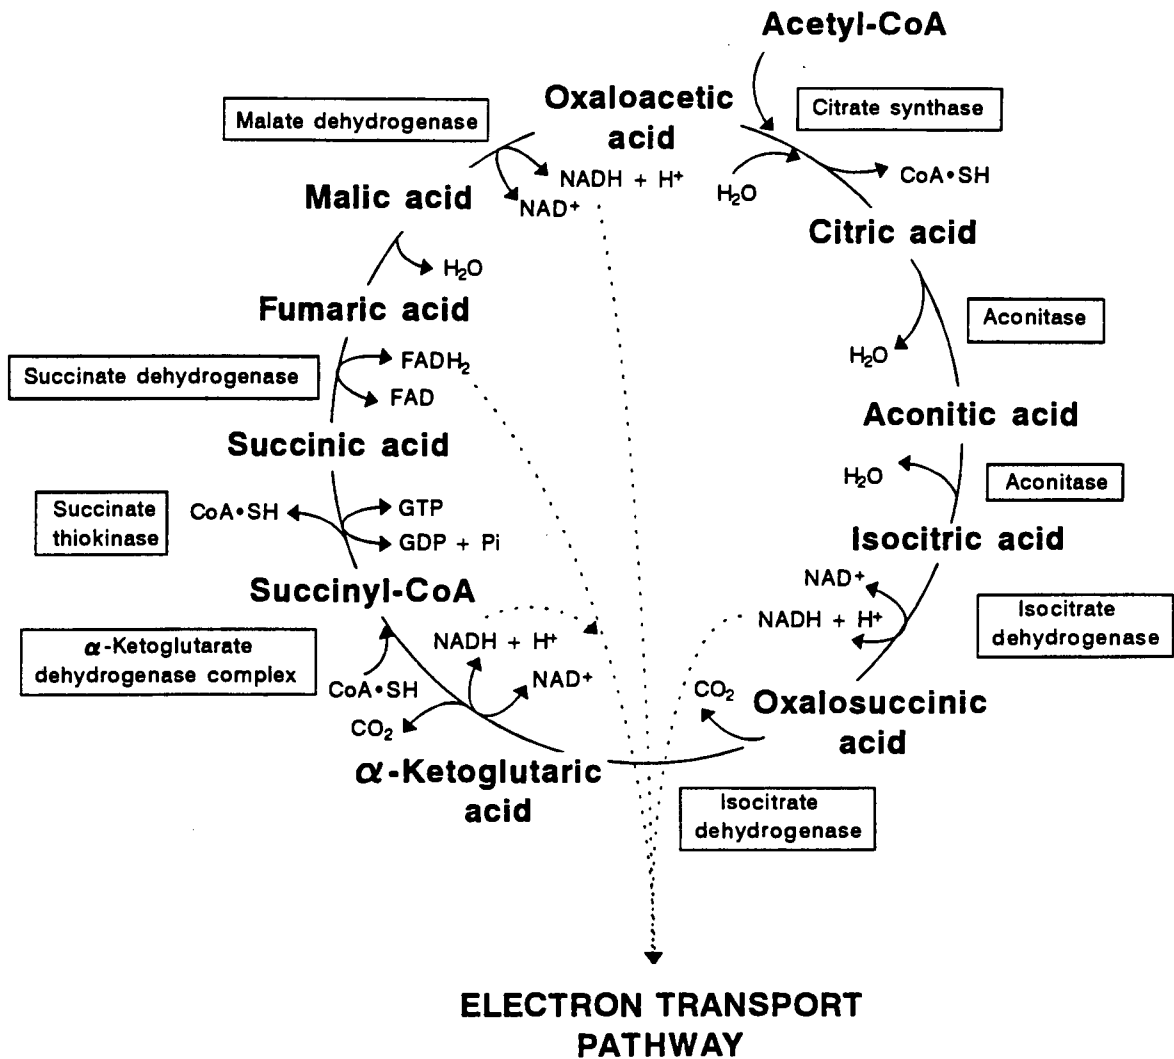 Acetyl-CoA
Oxaloacetic
acid
Citrate synthase
Malate dehydrogenase
NADH + H⁺
NAD⁺
H₂O
CoA•SH
Malic acid
Citric acid
H₂O
Fumaric acid
Aconitase
H₂O
FADH₂
Succinate dehydrogenase
FAD
Aconitic acid
Succinic acid
H₂O
Aconitase
Succinate
thiokinase
CoA•SH
GTP
GDP + Pi
Isocitric acid
Succinyl-CoA
NAD⁺
NADH + H⁺
Isocitrate
dehydrogenase
α-Ketoglutarate
dehydrogenase complex
NADH + H⁺
CoA•SH
NAD⁺
CO₂
CO₂
Oxalosuccinic
acid
α-Ketoglutaric
acid
Isocitrate
dehydrogenase
ELECTRON TRANSPORT
PATHWAY